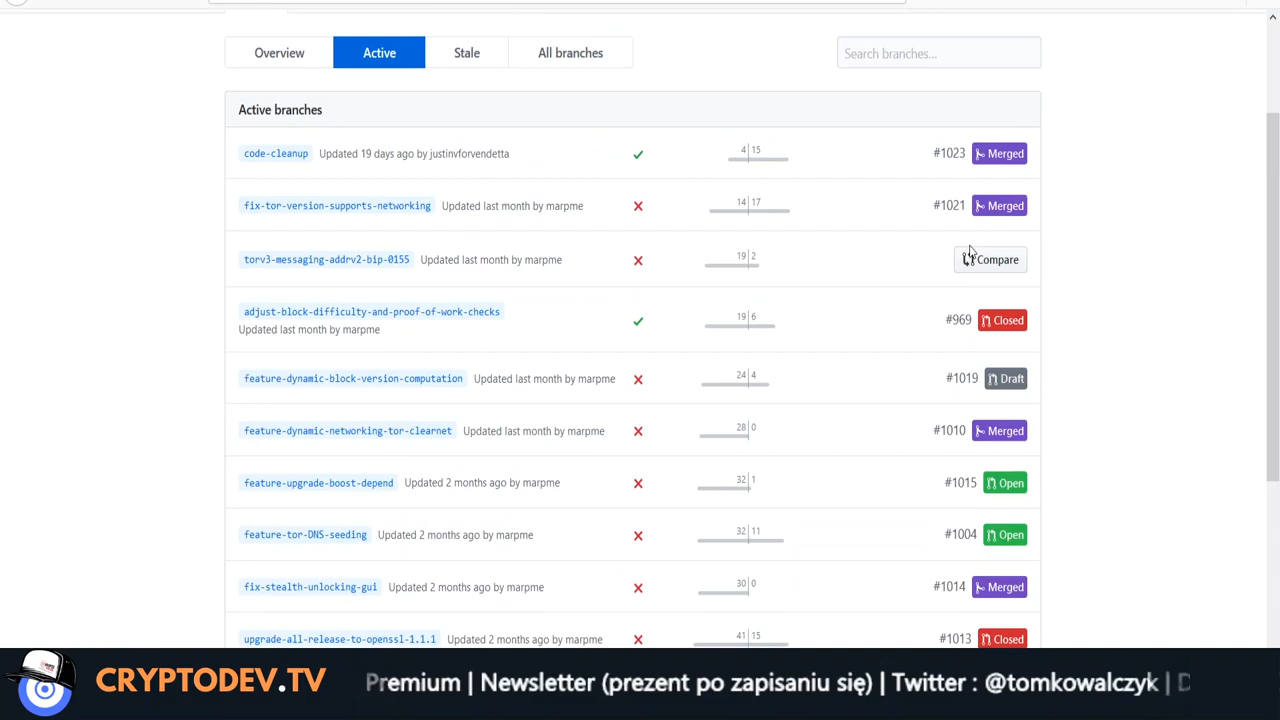 Overview Active Stale All branches Search branches...
Active branches
code-cleanup Updated 19 days ago by justinvforvendetta 4 15 #1023 Merged
fix-tor-version-supports-networking Updated last month by marpme 14 17 #1021 Merged
torv3-messaging-addrv2-bip-0155 Updated last month by marpme 19 2 Compare
adjust-block-difficulty-and-proof-of-work-checks
Updated last month by marpme 19 6 #969 Closed
feature-dynamic-block-version-computation Updated last month by marpme 24 4 #1019 Draft
feature-dynamic-networking-tor-clearnet Updated last month by marpme 28 0 #1010 Merged
feature-upgrade-boost-depend Updated 2 months ago by marpme 32 1 #1015 Open
feature-tor-DNS-seeding Updated 2 months ago by marpme 32 11 #1004 Open
fix-stealth-unlocking-gui Updated 2 months ago by marpme 30 0 #1014 Merged
upgrade-all-release-to-openssl-1.1.1 Updated 2 months ago by marpme 41 15 #1013 Closed
CRYPTODEV.TV Premium | Newsletter (prezent po zapisaniu się) | Twitter : @tomkowalczyk |